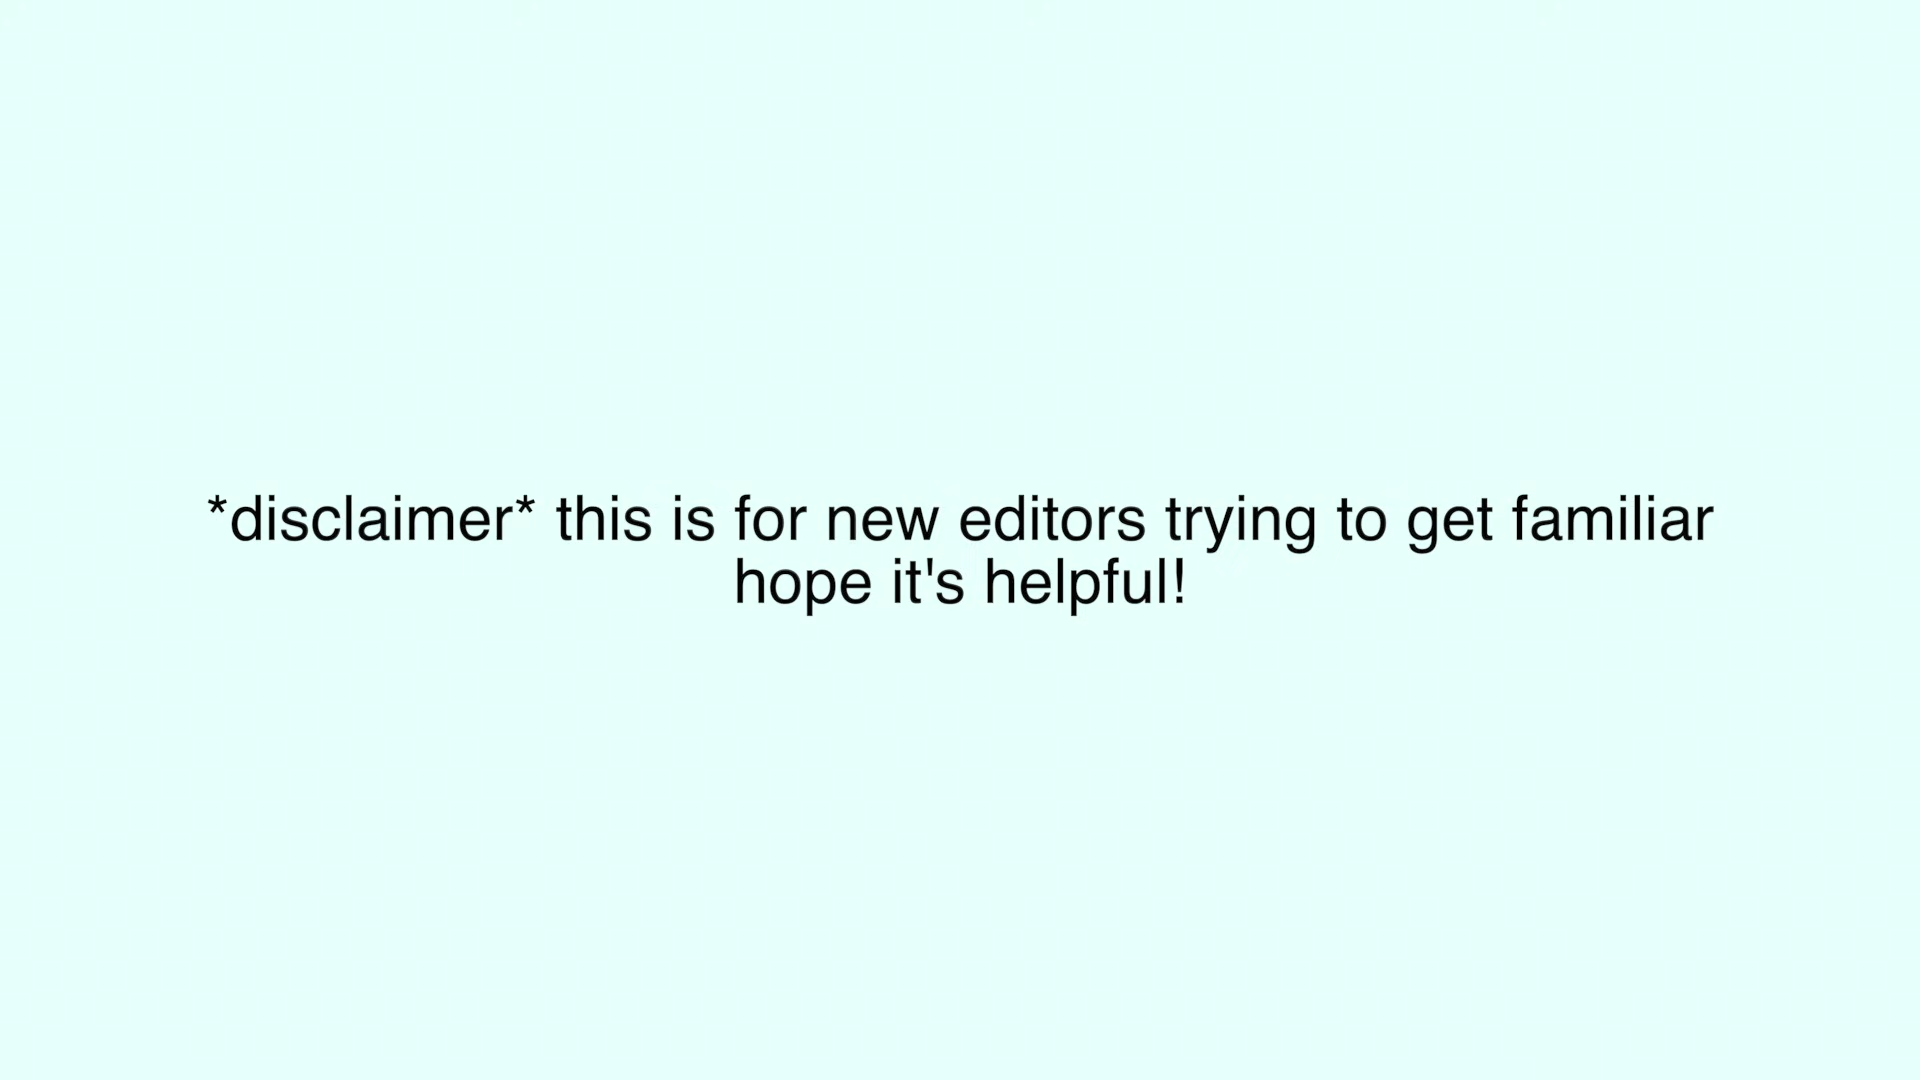 *disclaimer* this is for new editors trying to get familiar
hope it's helpful!